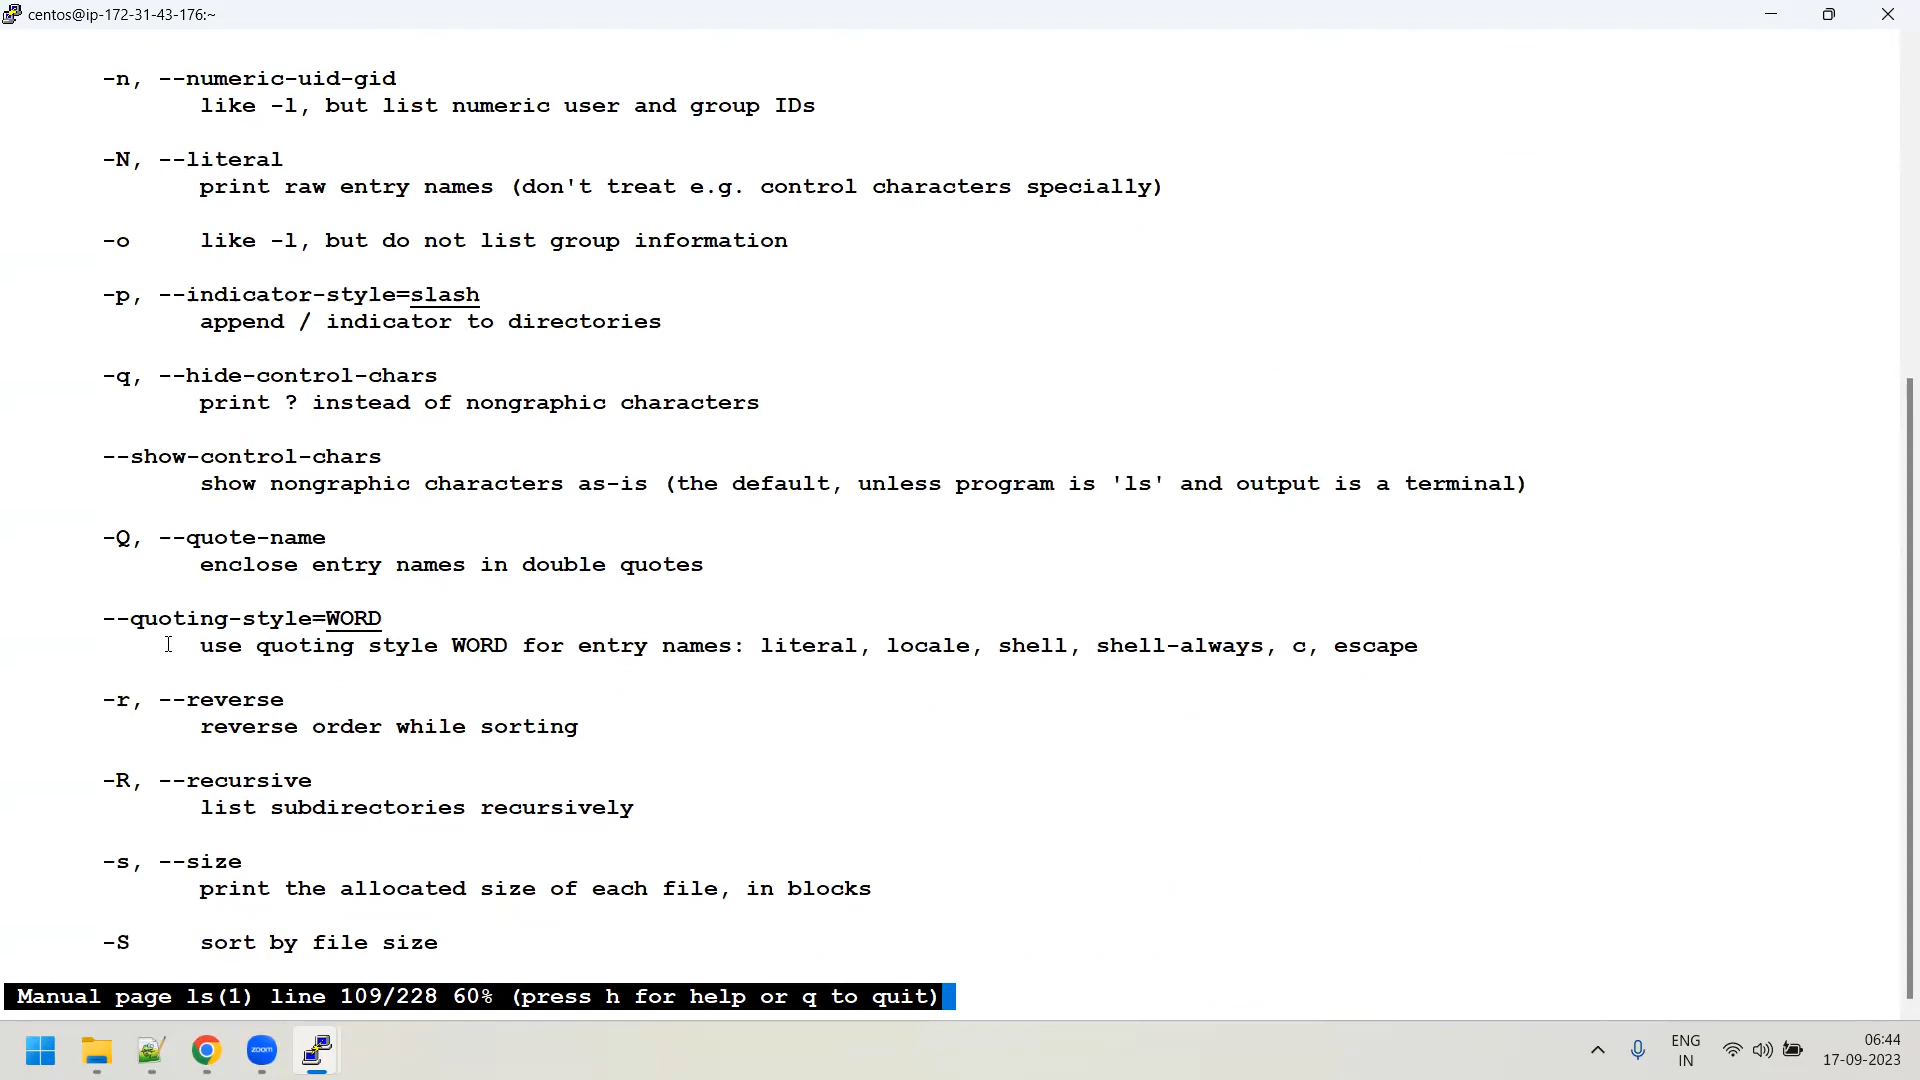 centos@ip-172-31-43-176:~
-n, --numeric-uid-gid
like -l, but list numeric user and group IDs
-N, --literal
print raw entry names (don't treat e.g. control characters specially)
-o     like -l, but do not list group information
-p, --indicator-style=slash
append / indicator to directories
-q, --hide-control-chars
print ? instead of nongraphic characters
--show-control-chars
show nongraphic characters as-is (the default, unless program is 'ls' and output is a terminal)
-Q, --quote-name
enclose entry names in double quotes
--quoting-style=WORD
use quoting style WORD for entry names: literal, locale, shell, shell-always, c, escape
-r, --reverse
reverse order while sorting
-R, --recursive
list subdirectories recursively
-s, --size
print the allocated size of each file, in blocks
-S     sort by file size
Manual page ls(1) line 109/228 60% (press h for help or q to quit)
zoom
ENG
IN
06:44
17-09-2023